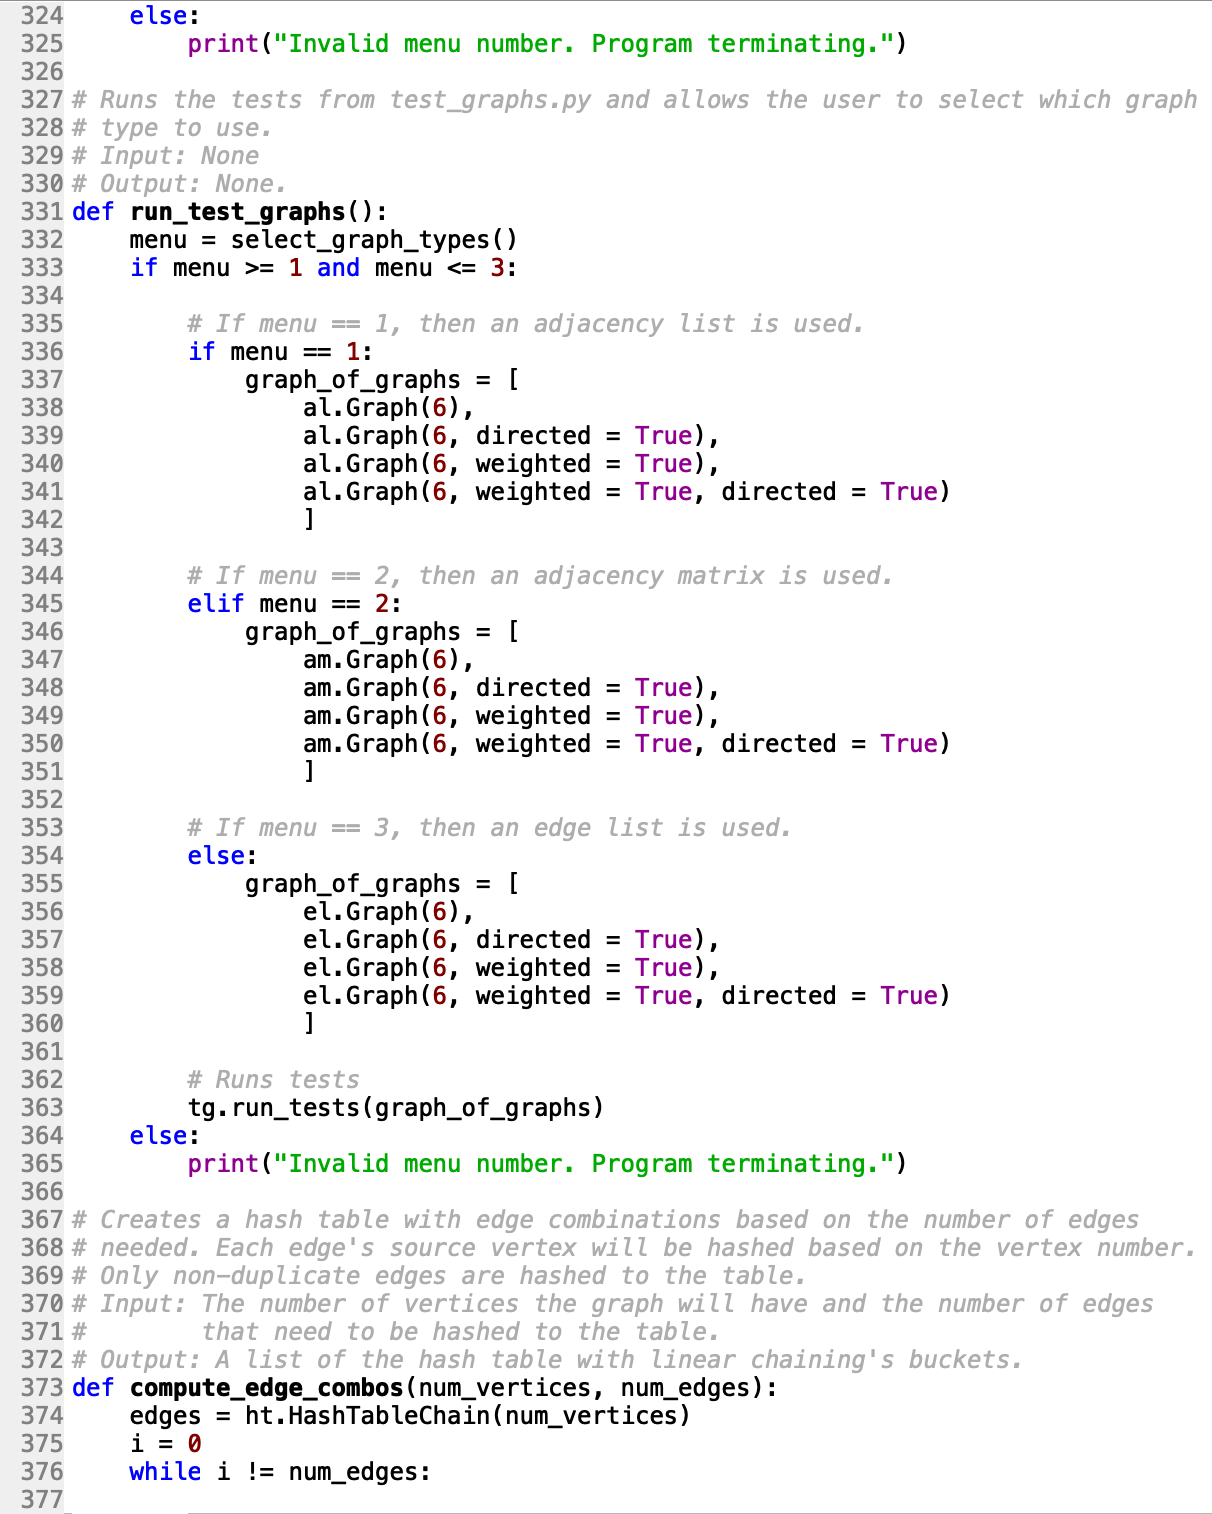 324     else:
325         print("Invalid menu number. Program terminating.")
326
327 # Runs the tests from test_graphs.py and allows the user to select which graph
328 # type to use.
329 # Input: None
330 # Output: None.
331 def run_test_graphs():
332     menu = select_graph_types()
333     if menu >= 1 and menu <= 3:
334
335         # If menu == 1, then an adjacency list is used.
336         if menu == 1:
337             graph_of_graphs = [
338                 al.Graph(6),
339                 al.Graph(6, directed = True),
340                 al.Graph(6, weighted = True),
341                 al.Graph(6, weighted = True, directed = True)
342                 ]
343
344         # If menu == 2, then an adjacency matrix is used.
345         elif menu == 2:
346             graph_of_graphs = [
347                 am.Graph(6),
348                 am.Graph(6, directed = True),
349                 am.Graph(6, weighted = True),
350                 am.Graph(6, weighted = True, directed = True)
351                 ]
352
353         # If menu == 3, then an edge list is used.
354         else:
355             graph_of_graphs = [
356                 el.Graph(6),
357                 el.Graph(6, directed = True),
358                 el.Graph(6, weighted = True),
359                 el.Graph(6, weighted = True, directed = True)
360                 ]
361
362         # Runs tests
363         tg.run_tests(graph_of_graphs)
364     else:
365         print("Invalid menu number. Program terminating.")
366
367 # Creates a hash table with edge combinations based on the number of edges
368 # needed. Each edge's source vertex will be hashed based on the vertex number.
369 # Only non-duplicate edges are hashed to the table.
370 # Input: The number of vertices the graph will have and the number of edges
371 #        that need to be hashed to the table.
372 # Output: A list of the hash table with linear chaining's buckets.
373 def compute_edge_combos(num_vertices, num_edges):
374     edges = ht.HashTableChain(num_vertices)
375     i = 0
376     while i != num_edges:
377